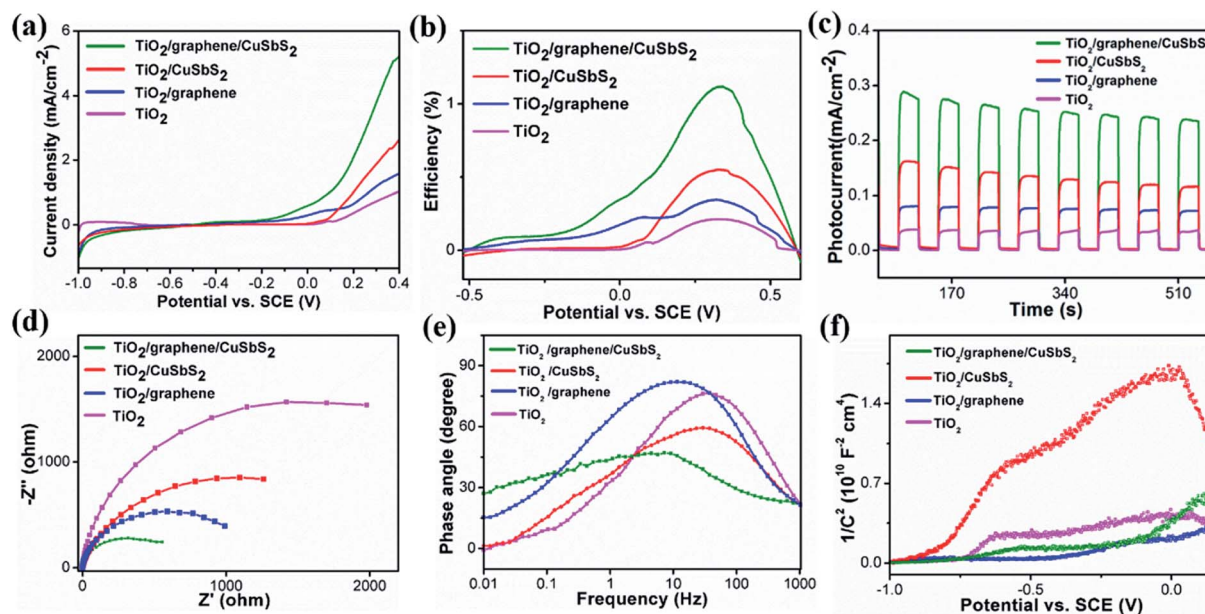 (a)
6
4
2
0
-1.0 -0.8 -0.6 -0.4 -0.2 0.0 0.2 0.4
Current density (mA/cm⁻²)
Potential vs. SCE (V)
TiO₂/graphene/CuSbS₂
TiO₂/CuSbS₂
TiO₂/graphene
TiO₂
(b)
1
0
-0.5 0.0 0.5
Efficiency (%)
Potential vs. SCE (V)
TiO₂/graphene/CuSbS₂
TiO₂/CuSbS₂
TiO₂/graphene
TiO₂
(c)
0.4
0.3
0.2
0.1
0.0
170 340 510
Photocurrent(mA/cm⁻²)
Time (s)
TiO₂/graphene/CuSbS
TiO₂/CuSbS₂
TiO₂/graphene
TiO₂
(d)
2000
1000
0
0 1000 2000
-Z'' (ohm)
Z' (ohm)
TiO₂/graphene/CuSbS₂
TiO₂/CuSbS₂
TiO₂/graphene
TiO₂
(e)
90
75
60
45
30
15
0
0.01 0.1 1 10 100 1000
Phase angle (degree)
Frequency (Hz)
TiO₂ /graphene/CuSbS₂
TiO₂ /CuSbS₂
TiO₂ /graphene
TiO₂
(f)
1.4
0.7
0.0
-1.0 -0.5 0.0
1/C² (10¹⁰ F⁻² cm⁴)
Potential vs. SCE (V)
TiO₂/graphene/CuSbS₂
TiO₂/CuSbS₂
TiO₂/graphene
TiO₂